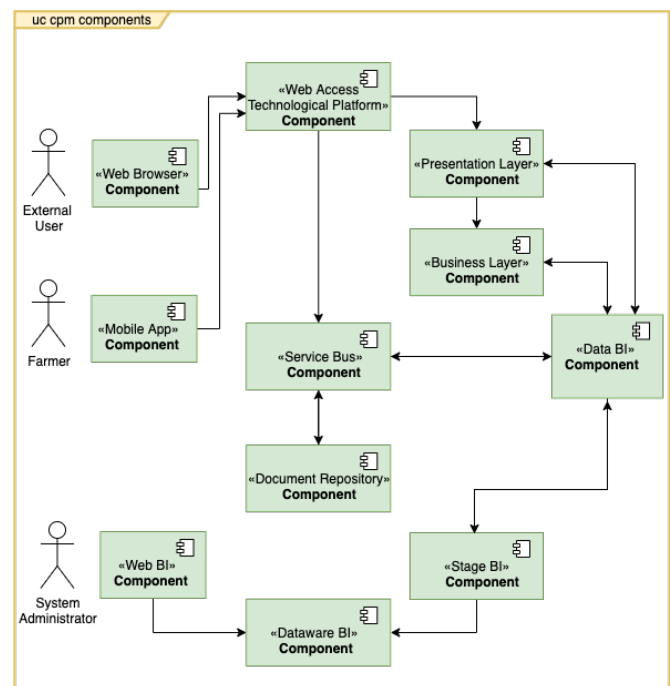 uc cpm components
«Web Access
Technological Platform»
Component
«Presentation Layer»
Component
«Web Browser»
Component
External
User
«Business Layer»
Component
«Mobile App»
Component
Farmer
«Service Bus»
Component
«Data BI»
Component
«Document Repository»
Component
«Web BI»
Component
«Stage BI»
Component
System
Administrator
«Dataware BI»
Component